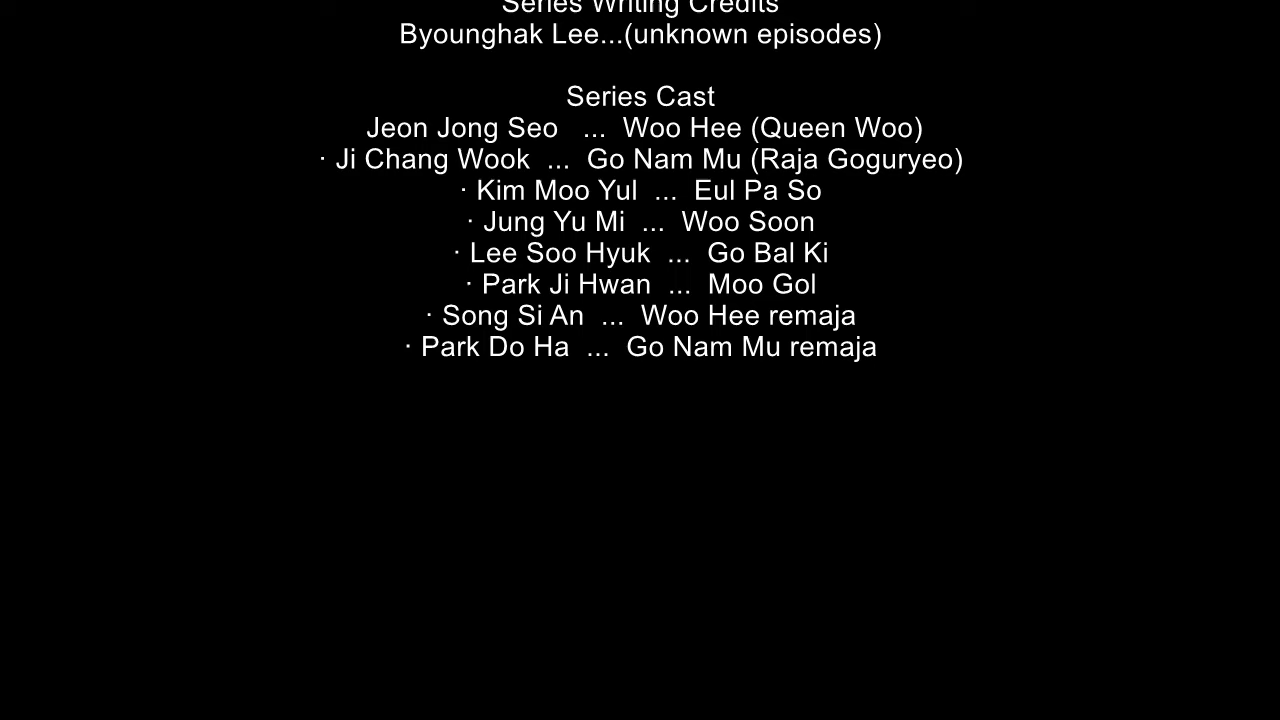 Series Writing Credits
Byounghak Lee...(unknown episodes)
Series Cast
Jeon Jong Seo ... Woo Hee (Queen Woo)
· Ji Chang Wook ... Go Nam Mu (Raja Goguryeo)
· Kim Moo Yul ... Eul Pa So
· Jung Yu Mi ... Woo Soon
· Lee Soo Hyuk ... Go Bal Ki
· Park Ji Hwan ... Moo Gol
· Song Si An ... Woo Hee remaja
· Park Do Ha ... Go Nam Mu remaja